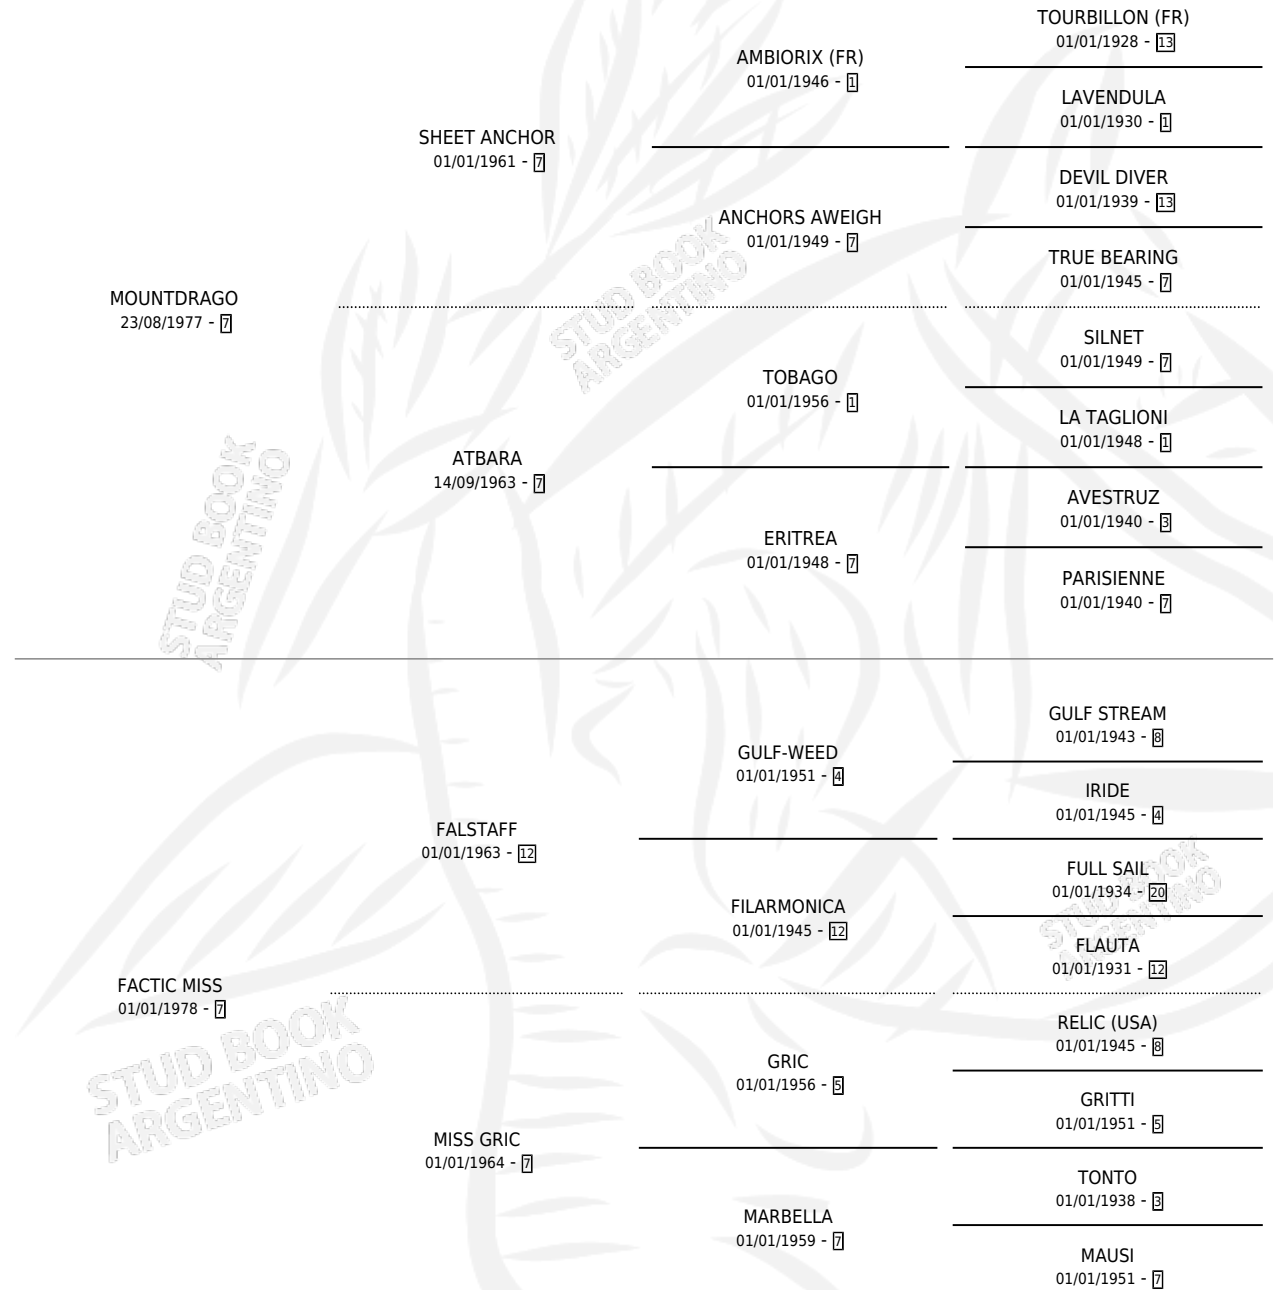 TOURBILLON (FR)
01/01/1928 - 13
AMBIORIX (FR)
01/01/1946 - 1
LAVENDULA
01/01/1930 - 1
SHEET ANCHOR
01/01/1961 - 7
DEVIL DIVER
01/01/1939 - 13
ANCHORS AWEIGH
01/01/1949 - 7
TRUE BEARING
01/01/1945 - 7
MOUNTDRAGO
23/08/1977 - 7
STUD BOOK
ARGENTINO
SILNET
01/01/1949 - 7
TOBAGO
01/01/1956 - 1
LA TAGLIONI
01/01/1948 - 1
ATBARA
14/09/1963 - 7
AVESTRUZ
01/01/1940 - 3
ERITREA
01/01/1948 - 7
PARISIENNE
01/01/1940 - 7
STUD BOOK
ARGENTINO
GULF STREAM
01/01/1943 - 8
GULF-WEED
01/01/1951 - 4
IRIDE
01/01/1945 - 4
FALSTAFF
01/01/1963 - 12
FULL SAIL
01/01/1934 - 20
FILARMONICA
01/01/1945 - 12
STUD BOOK
ARGENTINO
FLAUTA
01/01/1931 - 12
FACTIC MISS
01/01/1978 - 7
RELIC (USA)
01/01/1945 - 8
GRIC
01/01/1956 - 5
STUD BOOK
ARGENTINO
GRITTI
01/01/1951 - 5
MISS GRIC
01/01/1964 - 7
TONTO
01/01/1938 - 3
MARBELLA
01/01/1959 - 7
MAUSI
01/01/1951 - 7